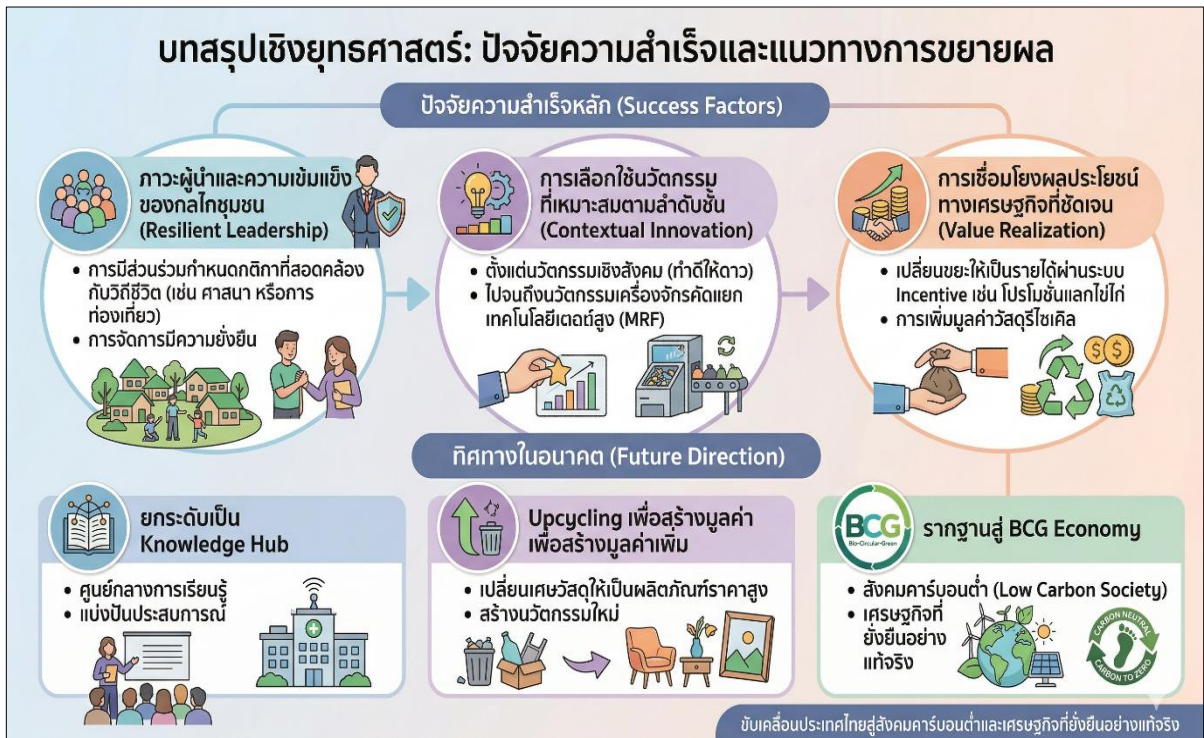 บทสรุปเชิงยุทธศาสตร์: ปัจจัยความสำเร็จและแนวทางการขยายผล
ปัจจัยความสำเร็จหลัก (Success Factors)
ภาวะผู้นำและความเข้มแข็ง
ของกลไกชุมชน
(Resilient Leadership)
• การมีส่วนร่วมกำหนดกติกาที่สอดคล้อง
กับวิถีชีวิต (เช่น ศาสนา หรือการ
ท่องเที่ยว)
• การจัดการมีความยั่งยืน
การเลือกใช้นวัตกรรม
ที่เหมาะสมตามลำดับชั้น
(Contextual Innovation)
• ตั้งแต่นวัตกรรมเชิงสังคม (ทำดีให้ดาว)
• ไปจนถึงนวัตกรรมเครื่องจักรคัดแยก
เทคโนโลยีเตอต์สูง (MRF)
การเชื่อมโยงผลประโยชน์
ทางเศรษฐกิจที่ชัดเจน
(Value Realization)
• เปลี่ยนขยะให้เป็นรายได้ผ่านระบบ
Incentive เช่น โปรโมชั่นแลกไข่ไก่
• การเพิ่มมูลค่าวัสดุรีไซเคิล
ทิศทางในอนาคต (Future Direction)
ยกระดับเป็น
Knowledge Hub
• ศูนย์กลางการเรียนรู้
• แบ่งปันประสบการณ์
Upcycling เพื่อสร้างมูลค่า
เพื่อสร้างมูลค่าเพิ่ม
• เปลี่ยนเศษวัสดุให้เป็นผลิตภัณฑ์ราคาสูง
• สร้างนวัตกรรมใหม่
BCG
Bio-Circular-Green
รากฐานสู่ BCG Economy
• สังคมคาร์บอนต่ำ (Low Carbon Society)
• เศรษฐกิจที่
ยั่งยืนอย่าง
แท้จริง
CARBON NEUTRAL
CARBON TO ZERO
ขับเคลื่อนประเทศไทยสู่สังคมคาร์บอนต่ำและเศรษฐกิจที่ยั่งยืนอย่างแท้จริง